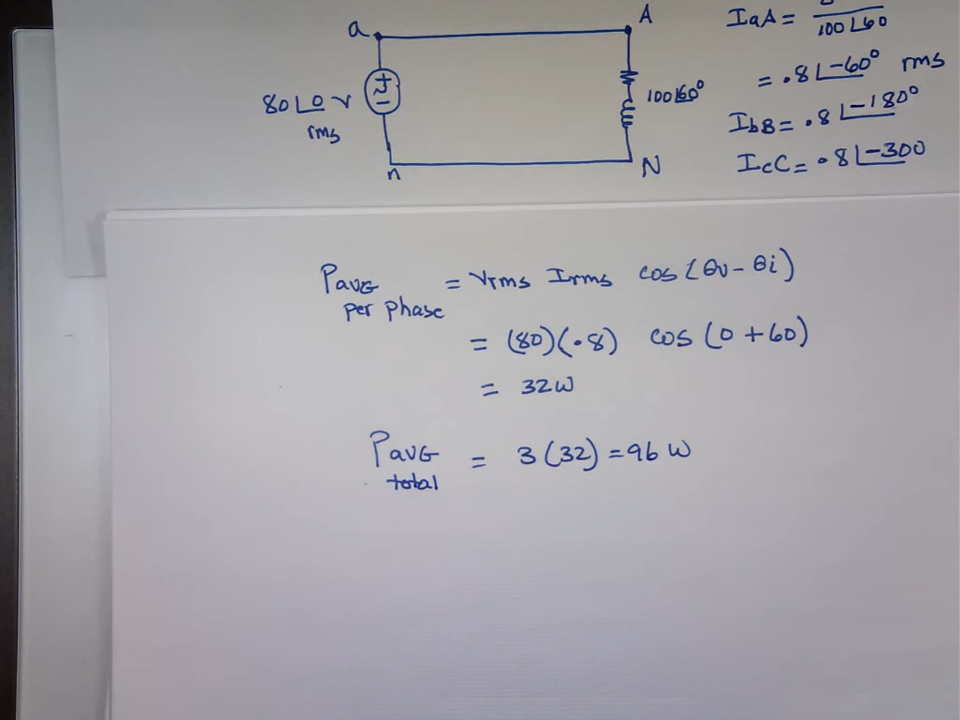 a
A
80∠0 v
rms
100∠60°
n
N
IaA =
100∠60
= .8∠-60° rms
IbB = .8∠-180°
IcC = .8∠-300
PAVG = Vrms Irms cos(θv - θi)
per phase
= (80)(.8) cos(0 + 60)
= 32W
PAVG = 3(32) = 96 W
total